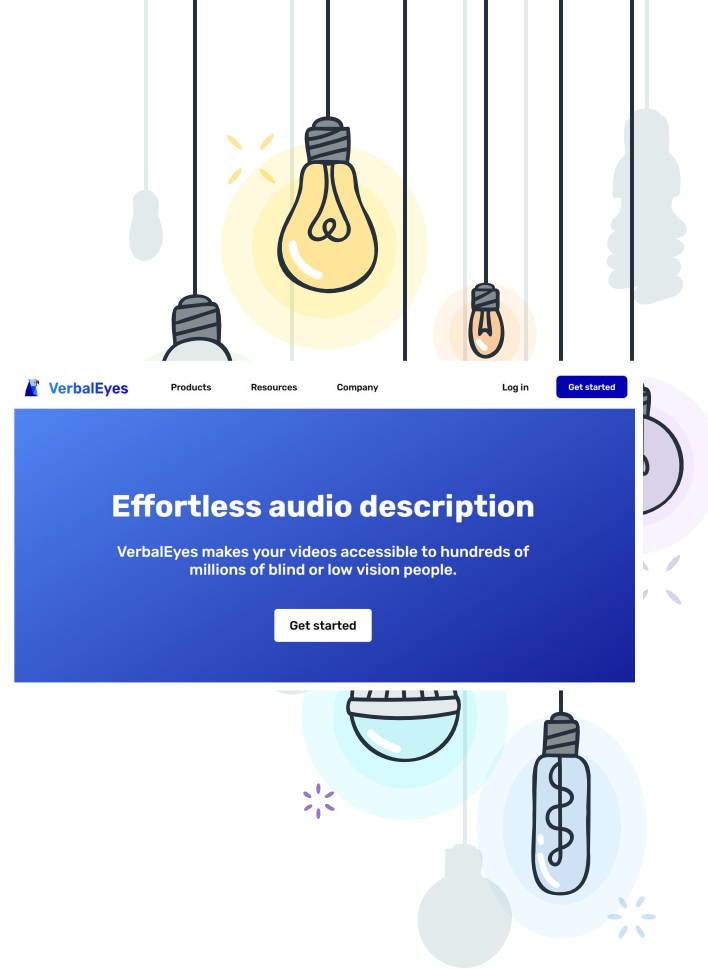 VerbalEyes Products Resources Company Log in Get started
Effortless audio description
VerbalEyes makes your videos accessible to hundreds of
millions of blind or low vision people.
Get started